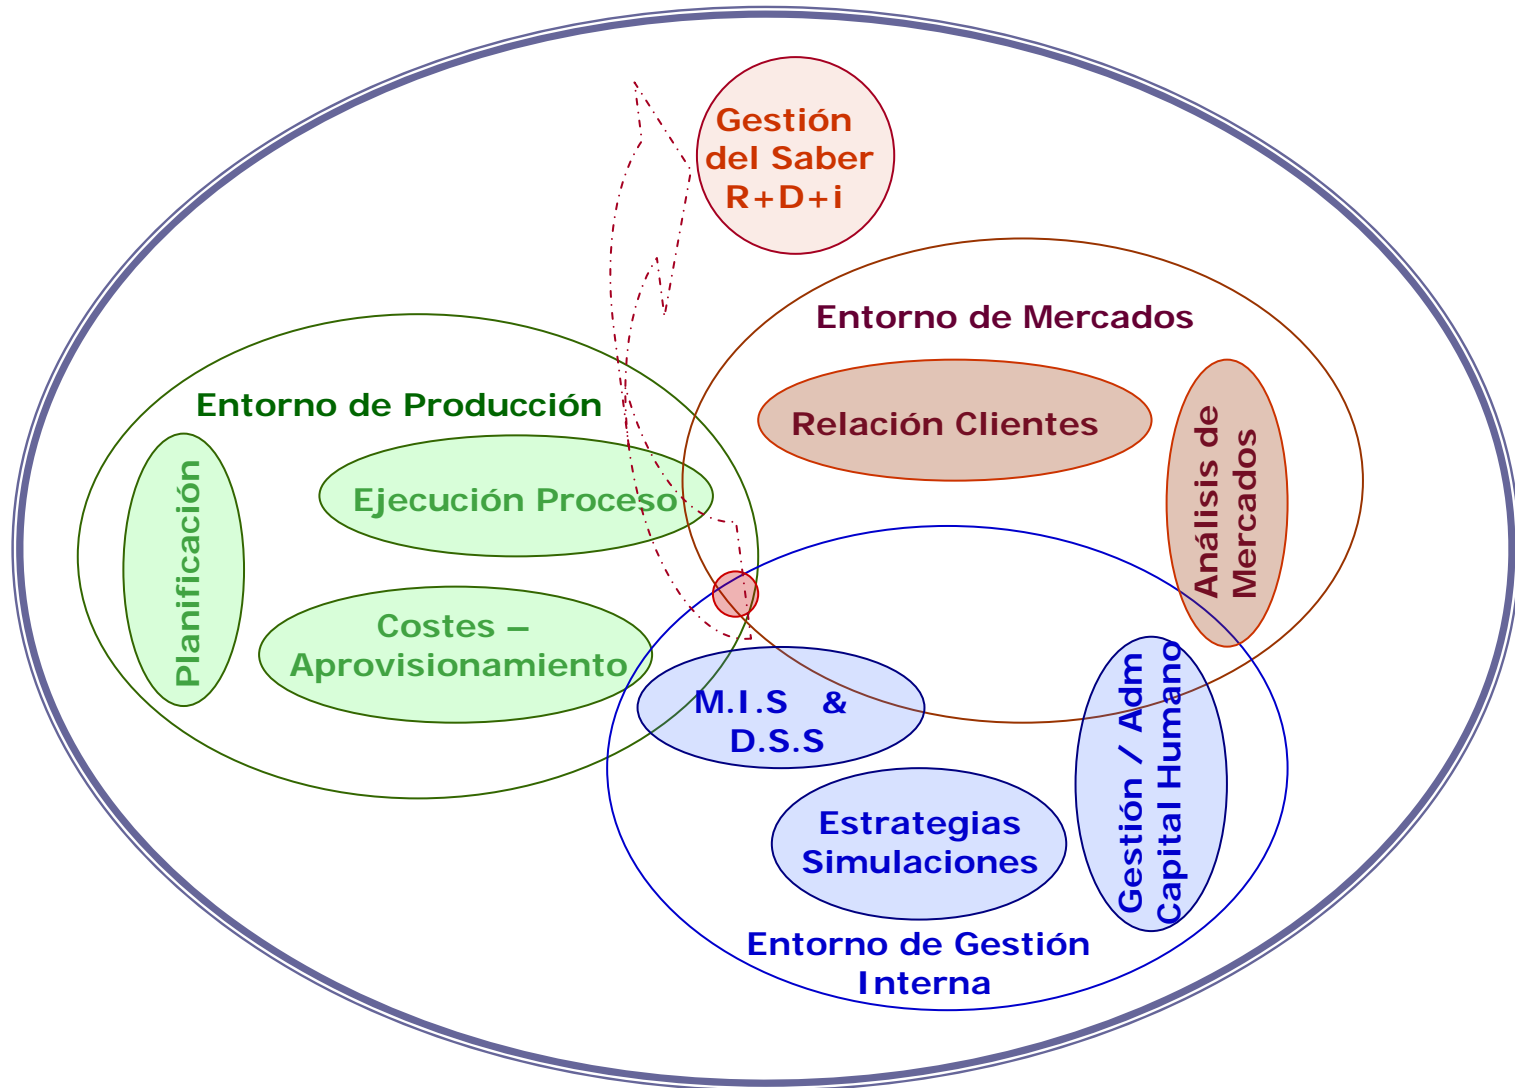 Gestión
del Saber
R+D+i
Entorno de Mercados
Relación Clientes
Análisis de
Mercados
Entorno de Producción
Planificación
Ejecución Proceso
Costes –
Aprovisionamiento
M.I.S &
D.S.S
Estrategias
Simulaciones
Gestión / Adm
Capital Humano
Entorno de Gestión
Interna